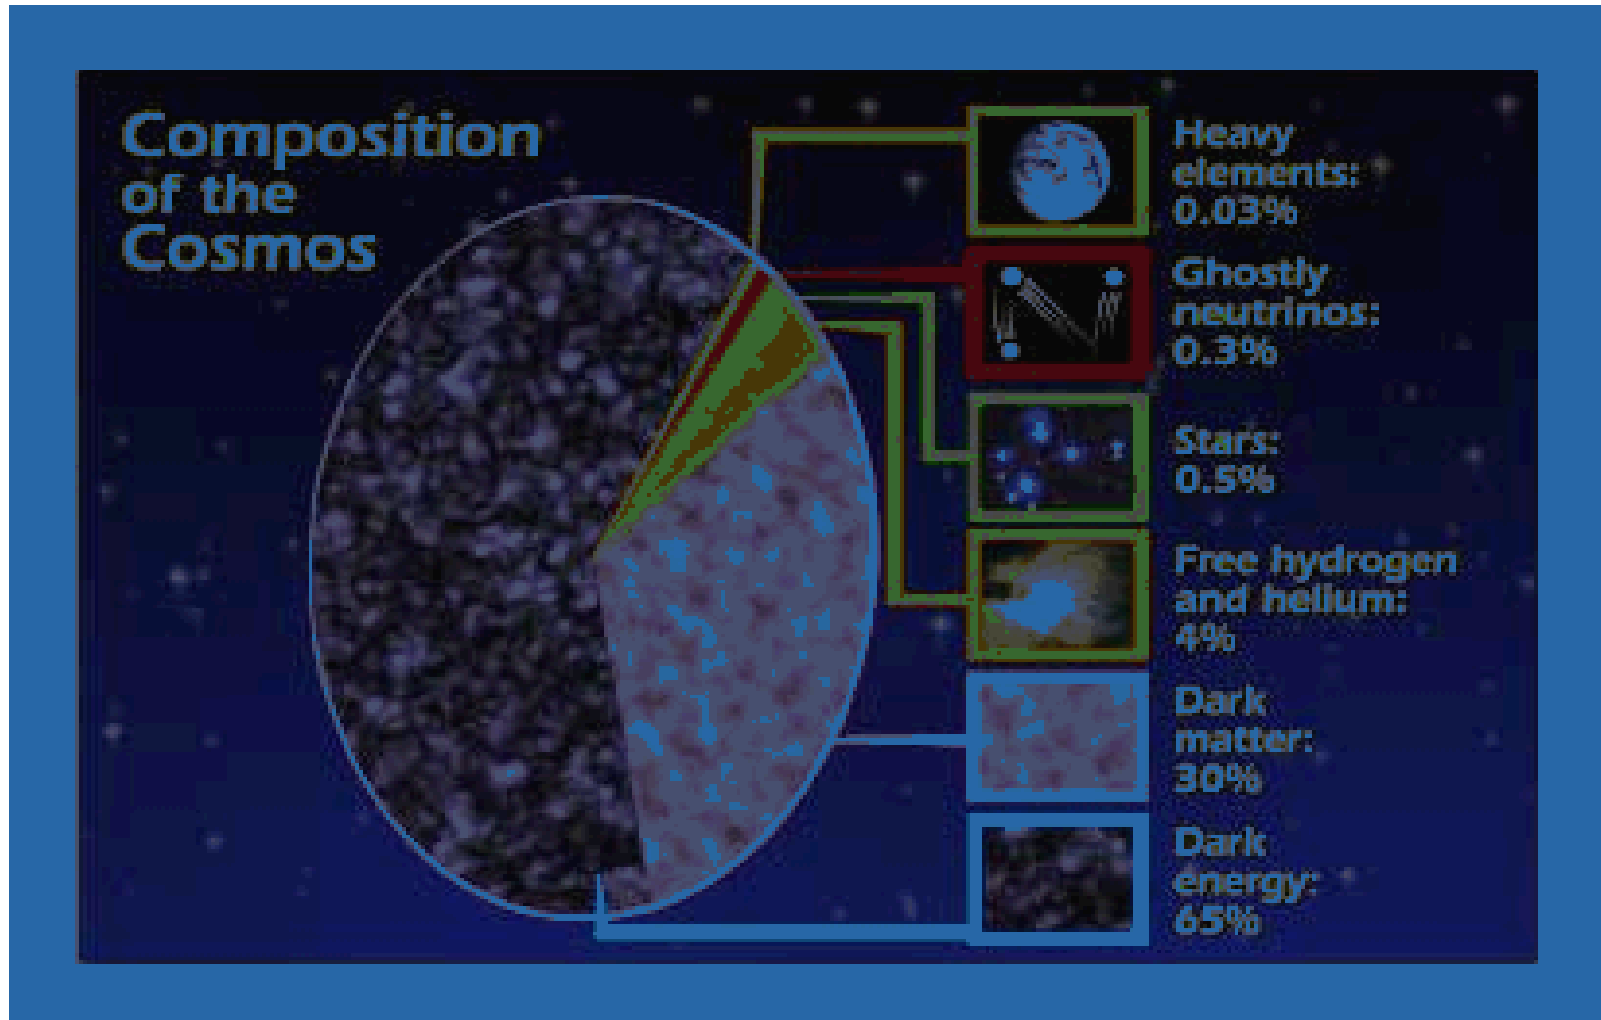 Composition
of the
Cosmos
Heavy
elements:
0.03%
Ghostly
neutrinos:
0.3%
Stars:
0.5%
Free hydrogen
and helium:
4%
Dark
matter:
30%
Dark
energy:
65%